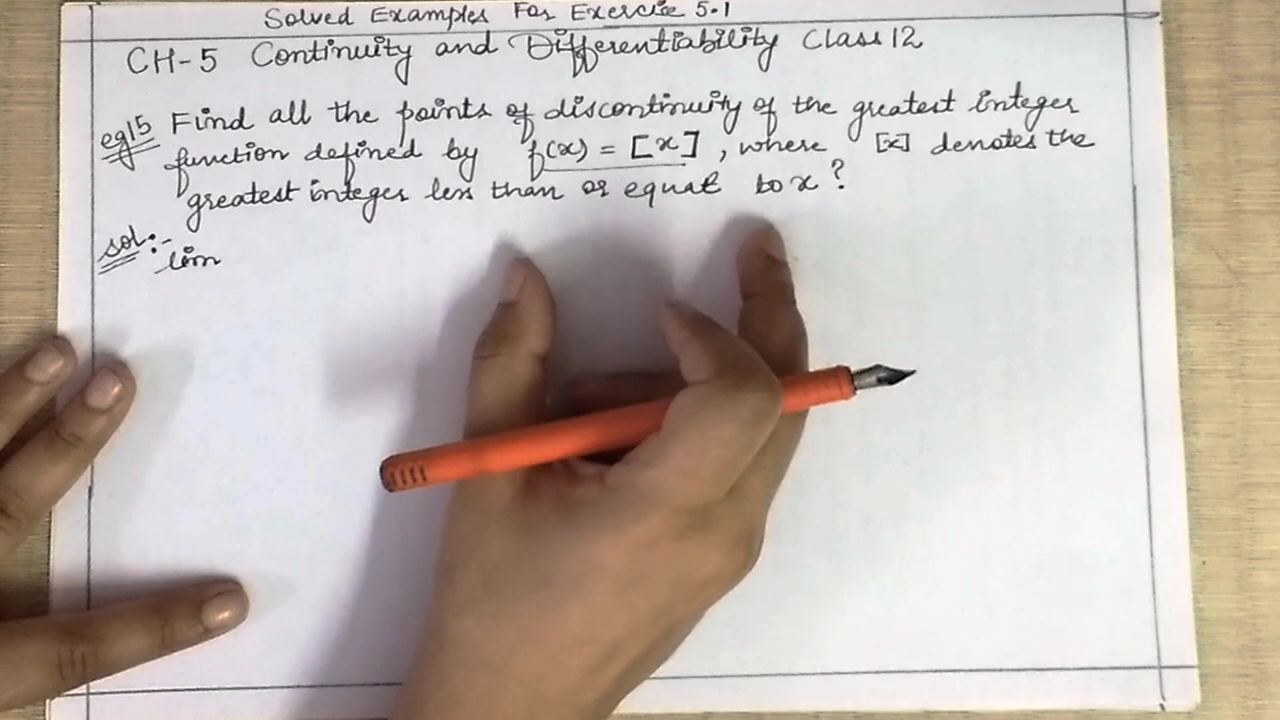 Solved Examples For Exercise 5.1
CH-5 Continuity and Differentiability Class 12
eg15 Find all the points of discontinuity of the greatest integer
function defined by f(x) = [x] , where [x] denotes the
greatest integer less than or equal to x ?
sol:-
lim